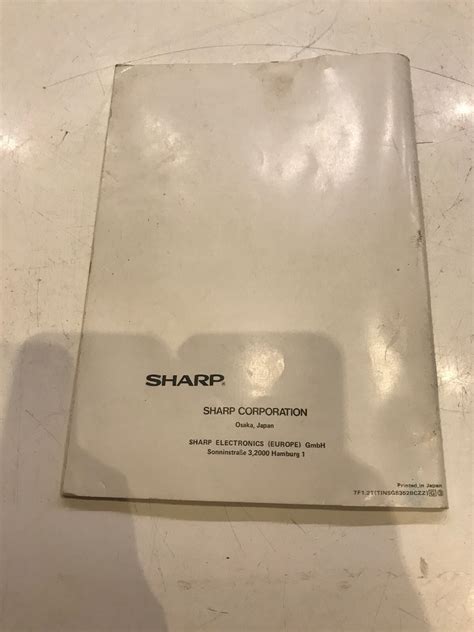 SHARP®
SHARP CORPORATION
Osaka, Japan
SHARP ELECTRONICS (EUROPE) GmbH
Sonninstraße 3,2000 Hamburg 1
Printed in Japan